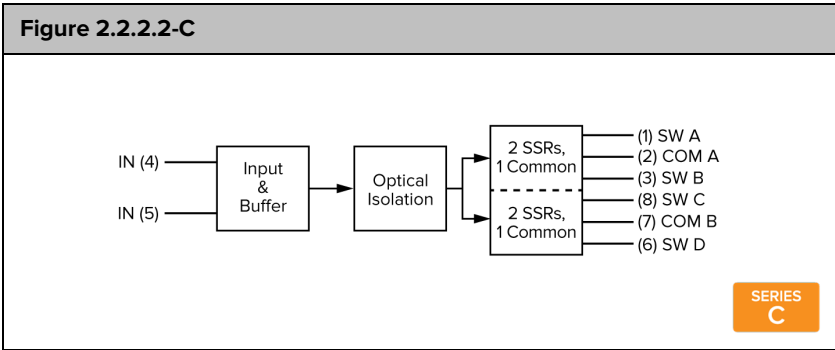 Figure 2.2.2.2-C
IN (4)
IN (5)
Input
&
Buffer
Optical
Isolation
2 SSRs,
1 Common
2 SSRs,
1 Common
(1) SW A
(2) COM A
(3) SW B
(8) SW C
(7) COM B
(6) SW D
SERIES
C